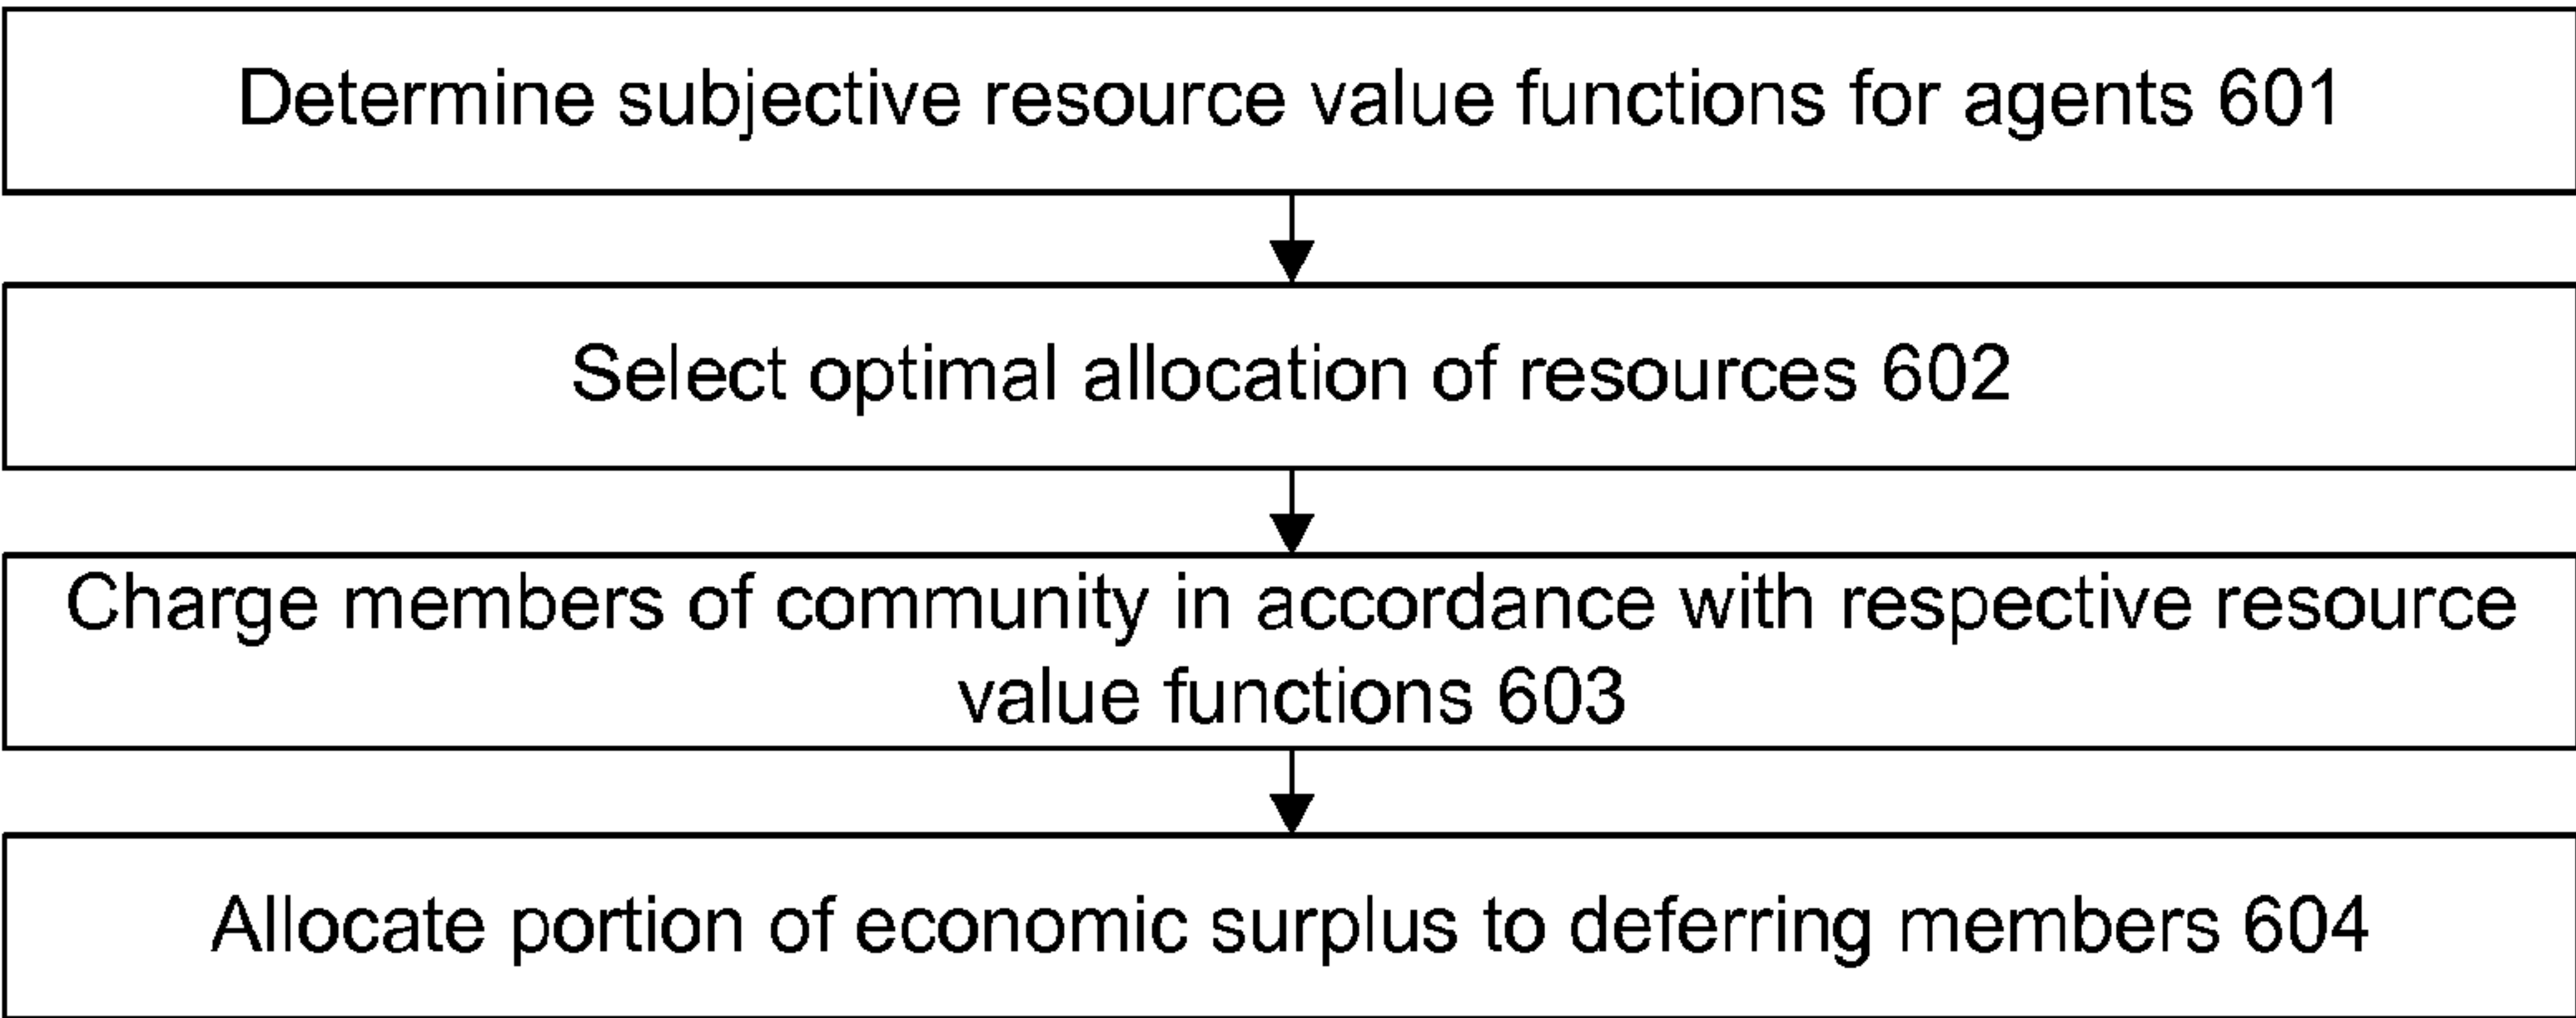 Determine subjective resource value functions for agents 601
Select optimal allocation of resources 602
Charge members of community in accordance with respective resource
value functions 603
Allocate portion of economic surplus to deferring members 604